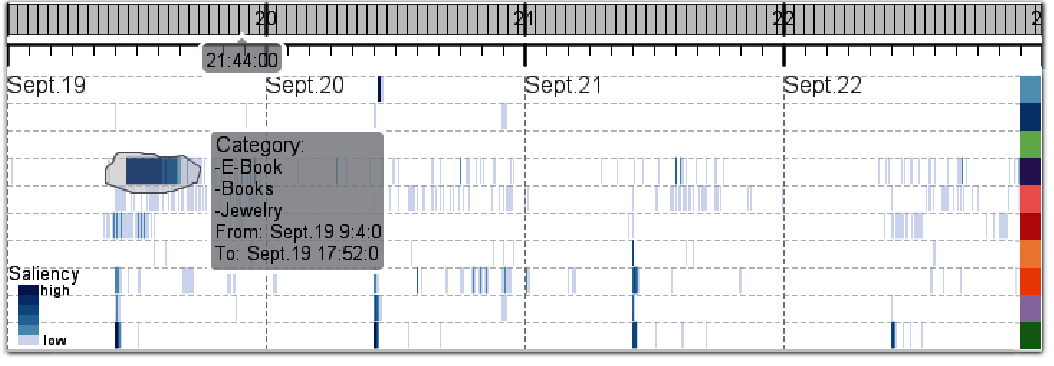 20 21 22 2
21:44:00
Sept.19 Sept.20 Sept.21 Sept.22
Category:
-E-Book
-Books
-Jewelry
From: Sept.19 9:4:0
To: Sept.19 17:52:0
Saliency
high
low